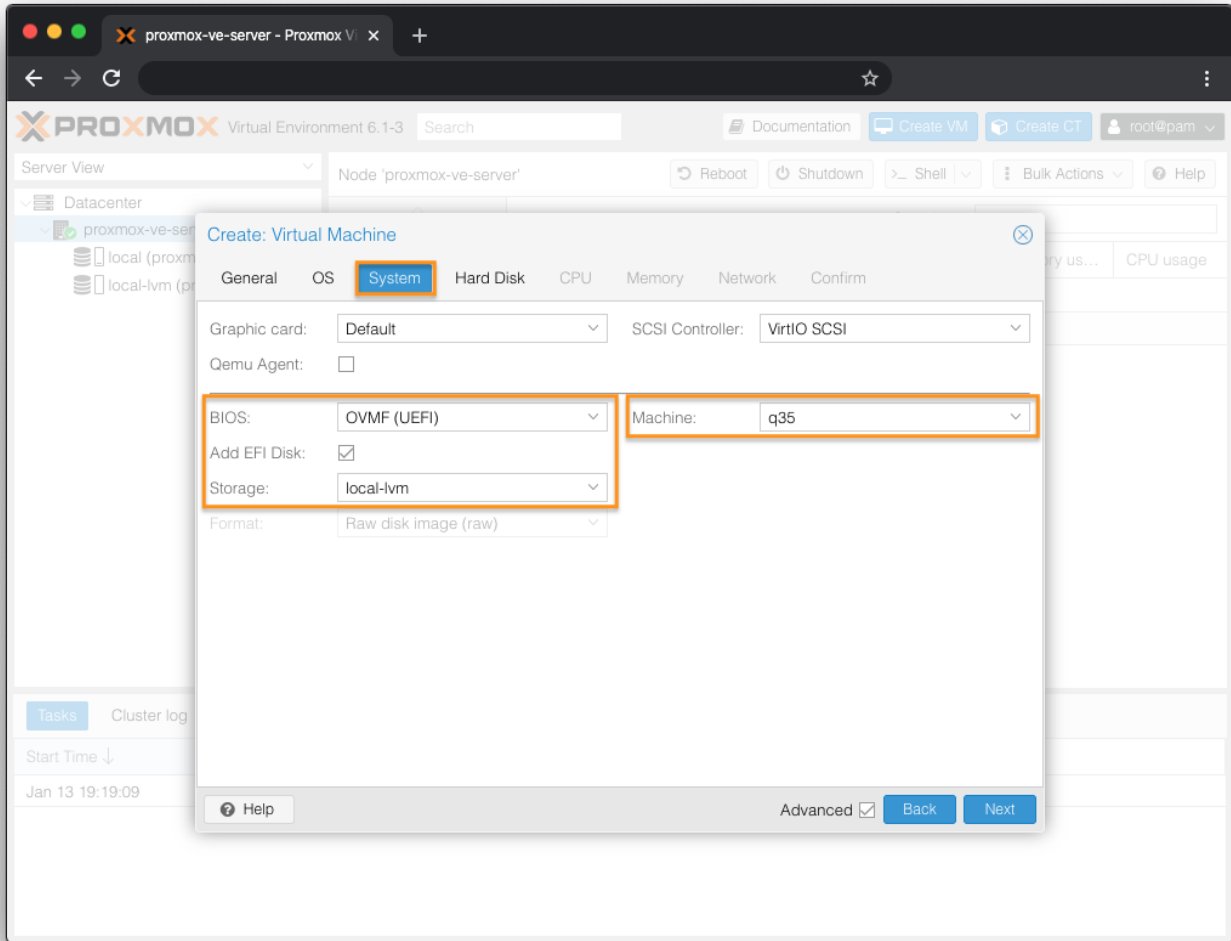 proxmox-ve-server - Proxmox Vi
PROXMOX Virtual Environment 6.1-3 Search Documentation Create VM Create CT root@pam
Server View
Node 'proxmox-ve-server' Reboot Shutdown >_ Shell Bulk Actions Help
Datacenter
proxmox-ve-ser
local (proxm
local-lvm (pr
ory us... CPU usage
Create: Virtual Machine
General OS System Hard Disk CPU Memory Network Confirm
Graphic card: Default SCSI Controller: VirtIO SCSI
Qemu Agent:
BIOS: OVMF (UEFI) Machine: q35
Add EFI Disk:
Storage: local-lvm
Format: Raw disk image (raw)
Help Advanced Back Next
Tasks Cluster log
Start Time ↓
Jan 13 19:19:09